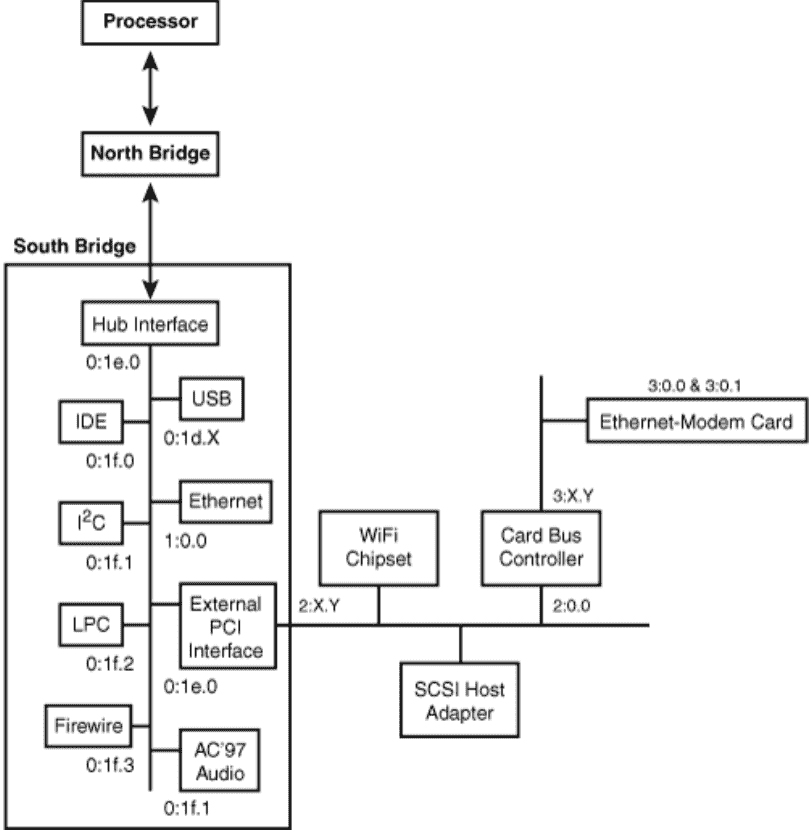 Processor
North Bridge
South Bridge
Hub Interface
0:1e.0
USB
0:1d.X
IDE
0:1f.0
Ethernet
1:0.0
I²C
0:1f.1
External
PCI
Interface
0:1e.0
LPC
0:1f.2
Firewire
0:1f.3
AC'97
Audio
0:1f.1
2:X.Y
WiFi
Chipset
3:0.0 & 3:0.1
Ethernet-Modem Card
3:X.Y
Card Bus
Controller
2:0.0
SCSI Host
Adapter